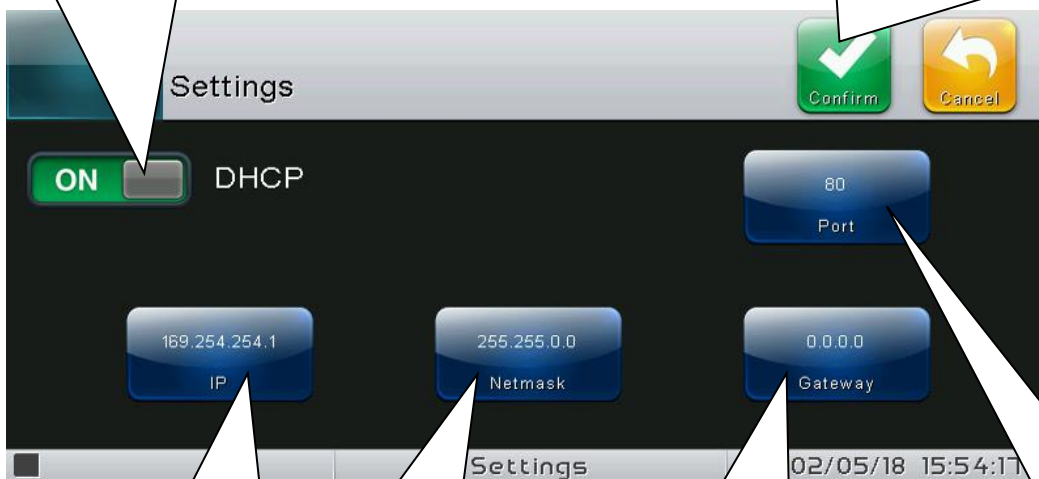 Settings
Confirm
Cancel
ON
DHCP
80
Port
169.254.254.1
IP
255.255.0.0
Netmask
0.0.0.0
Gateway
Settings
02/05/18 15:54:17